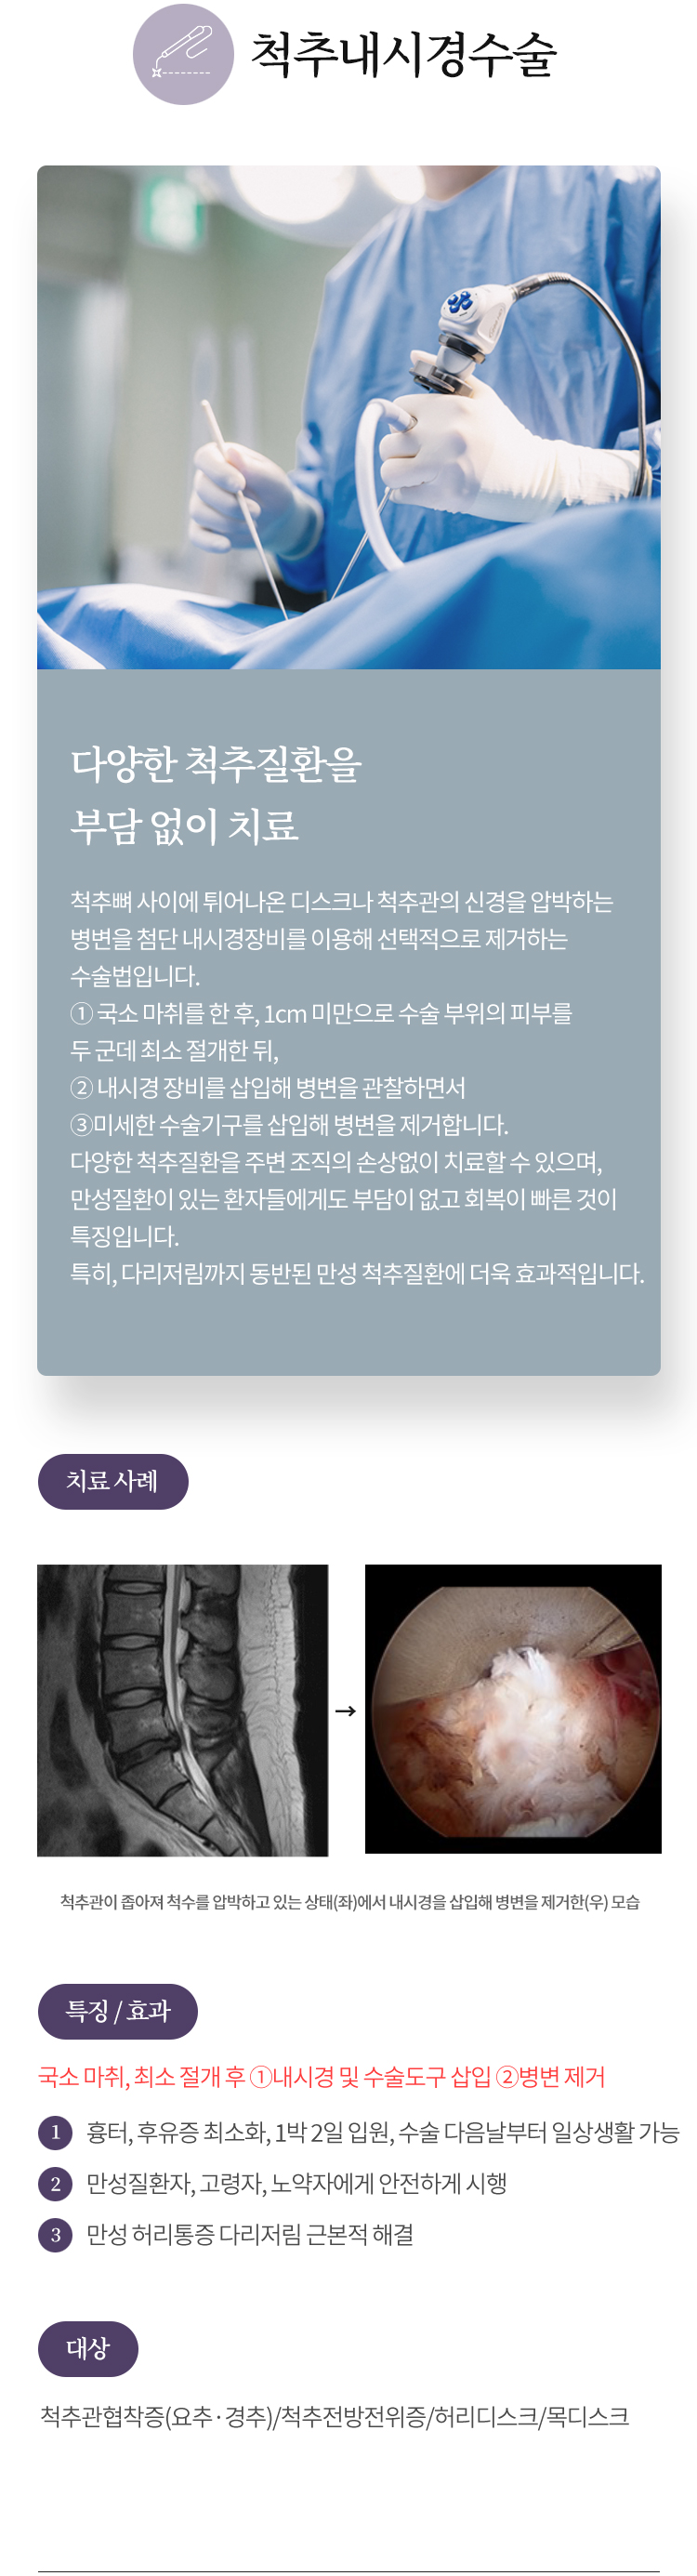 척추내시경수술
다양한 척추질환을
부담 없이 치료
척추뼈 사이에 튀어나온 디스크나 척추관의 신경을 압박하는
병변을 첨단 내시경장비를 이용해 선택적으로 제거하는
수술법입니다.
① 국소 마취를 한 후, 1cm 미만으로 수술 부위의 피부를
두 군데 최소 절개한 뒤,
② 내시경 장비를 삽입해 병변을 관찰하면서
③미세한 수술기구를 삽입해 병변을 제거합니다.
다양한 척추질환을 주변 조직의 손상없이 치료할 수 있으며,
만성질환이 있는 환자들에게도 부담이 없고 회복이 빠른 것이
특징입니다.
특히, 다리저림까지 동반된 만성 척추질환에 더욱 효과적입니다.
치료 사례
→
척추관이 좁아져 척수를 압박하고 있는 상태(좌)에서 내시경을 삽입해 병변을 제거한(우) 모습
특징 / 효과
국소 마취, 최소 절개 후 ①내시경 및 수술도구 삽입 ②병변 제거
1 흉터, 후유증 최소화, 1박 2일 입원, 수술 다음날부터 일상생활 가능
2 만성질환자, 고령자, 노약자에게 안전하게 시행
3 만성 허리통증 다리저림 근본적 해결
대상
척추관협착증(요추·경추)/척추전방전위증/허리디스크/목디스크